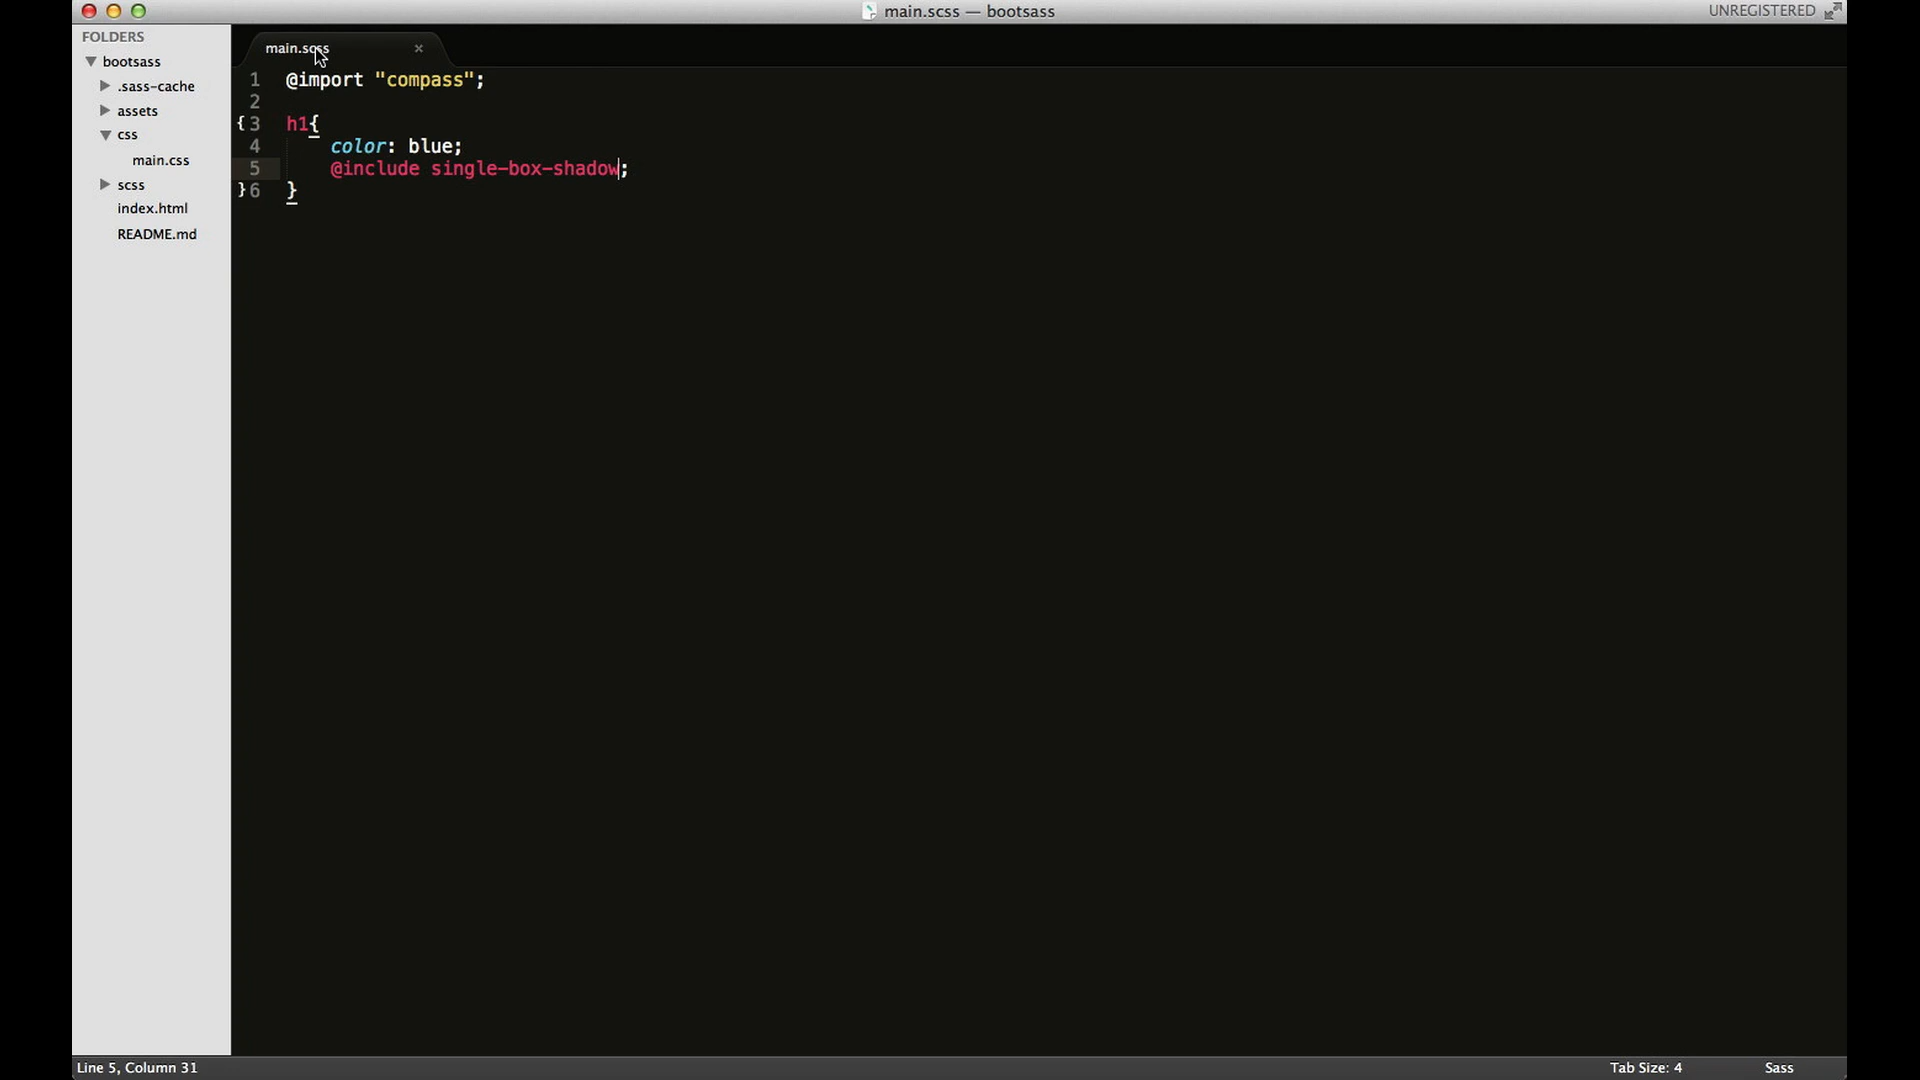 main.scss — bootsass
UNREGISTERED
FOLDERS
bootsass
.sass-cache
assets
css
main.css
scss
index.html
README.md
main.scss ×
1 @import "compass";
2
{3 h1{
4 color: blue;
5 @include single-box-shadow;
}6 }
Line 5, Column 31
Tab Size: 4
Sass